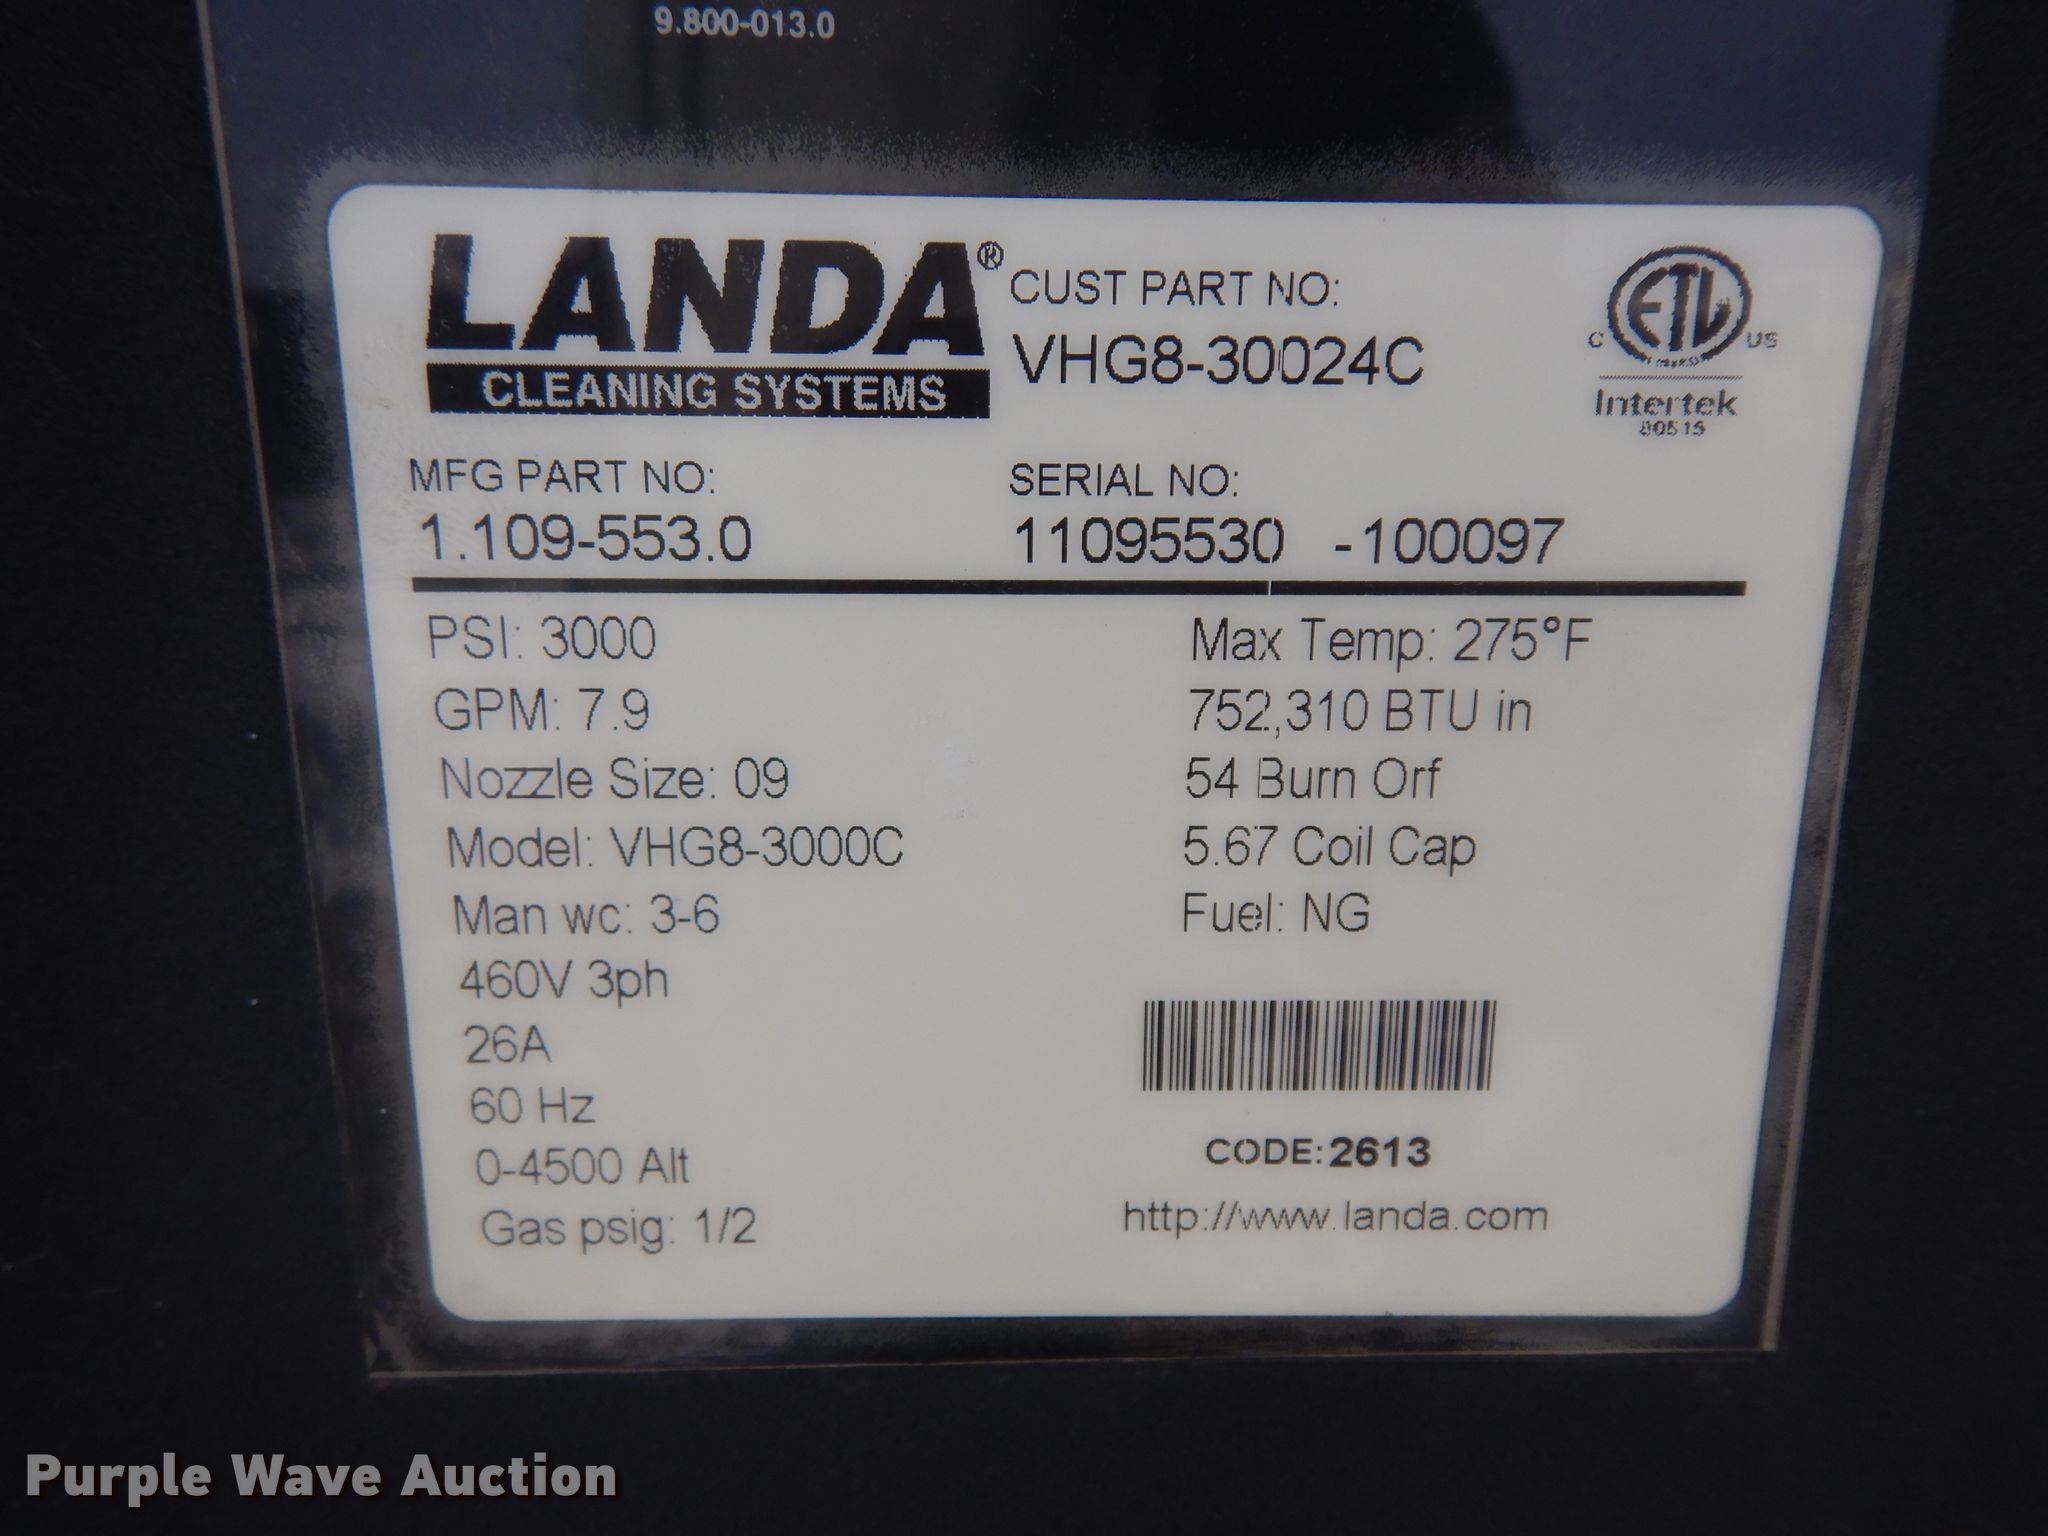 9.800-013.0
LANDA®
CLEANING SYSTEMS
CUST PART NO:
VHG8-30024C
C ETL US
Intertek
MFG PART NO:
1.109-553.0
SERIAL NO:
11095530 -100097
PSI: 3000
GPM: 7.9
Nozzle Size: 09
Model: VHG8-3000C
Man wc: 3-6
460V 3ph
26A
60 Hz
0-4500 Alt
Gas psig: 1/2
Max Temp: 275°F
752,310 BTU in
54 Burn Orf
5.67 Coil Cap
Fuel: NG
CODE:2613
http://www.landa.com
Purple Wave Auction